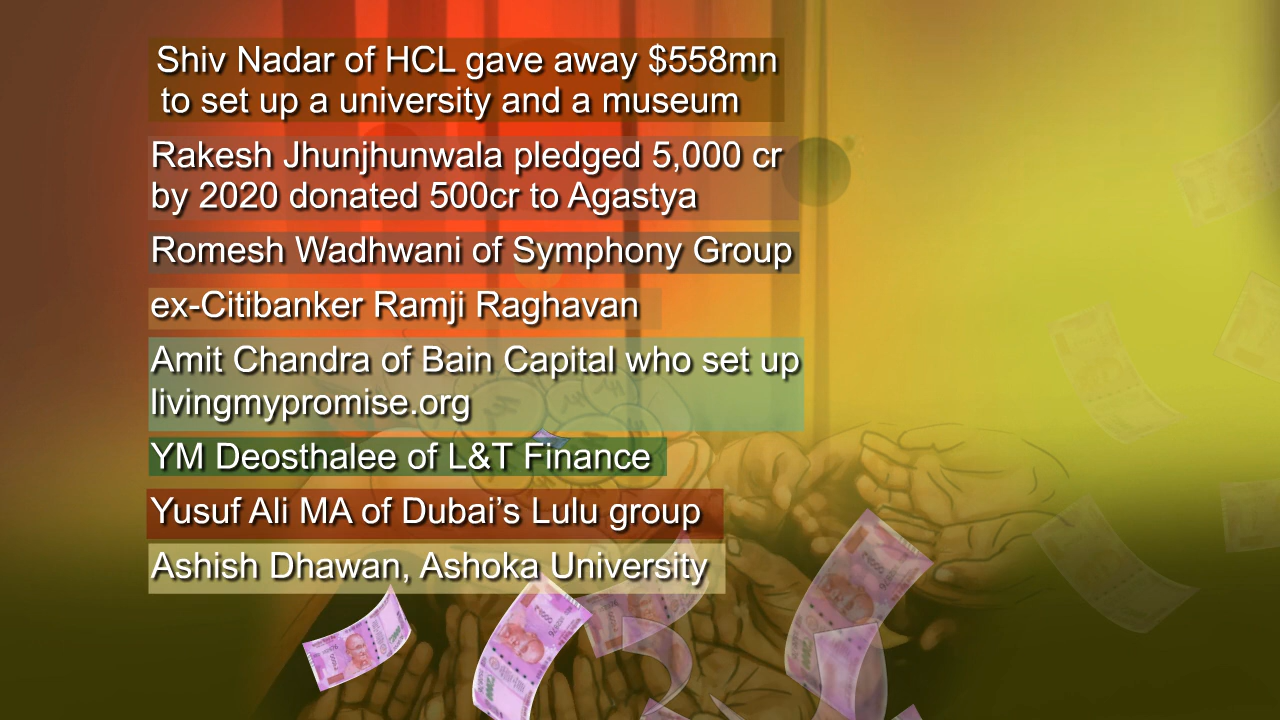 Shiv Nadar of HCL gave away $558mn
to set up a university and a museum
Rakesh Jhunjhunwala pledged 5,000 cr
by 2020 donated 500cr to Agastya
Romesh Wadhwani of Symphony Group
ex-Citibanker Ramji Raghavan
Amit Chandra of Bain Capital who set up
livingmypromise.org
YM Deosthalee of L&T Finance
Yusuf Ali MA of Dubai’s Lulu group
Ashish Dhawan, Ashoka University